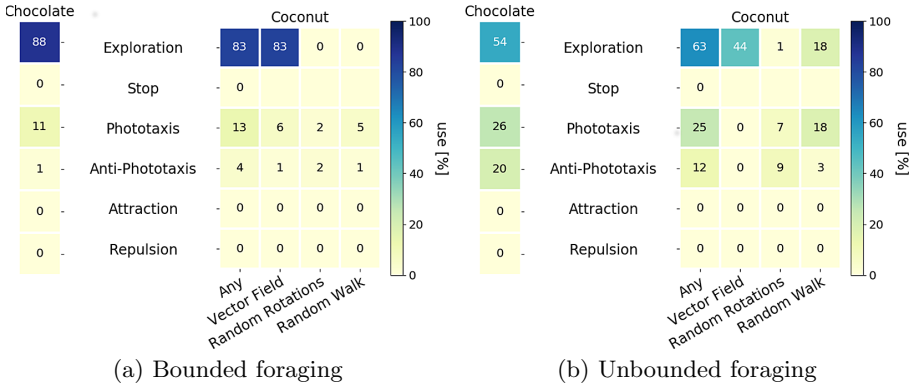 Chocolate
Coconut
88 Exploration 83 83 0 0
0 Stop 0
11 Phototaxis 13 6 2 5
1 Anti-Phototaxis 4 1 2 1
0 Attraction 0 0 0 0
0 Repulsion 0 0 0 0
Any
Vector Field
Random Rotations
Random Walk
100
80
60
40
20
0
use [%]
(a) Bounded foraging
Chocolate
Coconut
54 Exploration 63 44 1 18
0 Stop 0
26 Phototaxis 25 0 7 18
20 Anti-Phototaxis 12 0 9 3
0 Attraction 0 0 0 0
0 Repulsion 0 0 0 0
Any
Vector Field
Random Rotations
Random Walk
100
80
60
40
20
0
use [%]
(b) Unbounded foraging